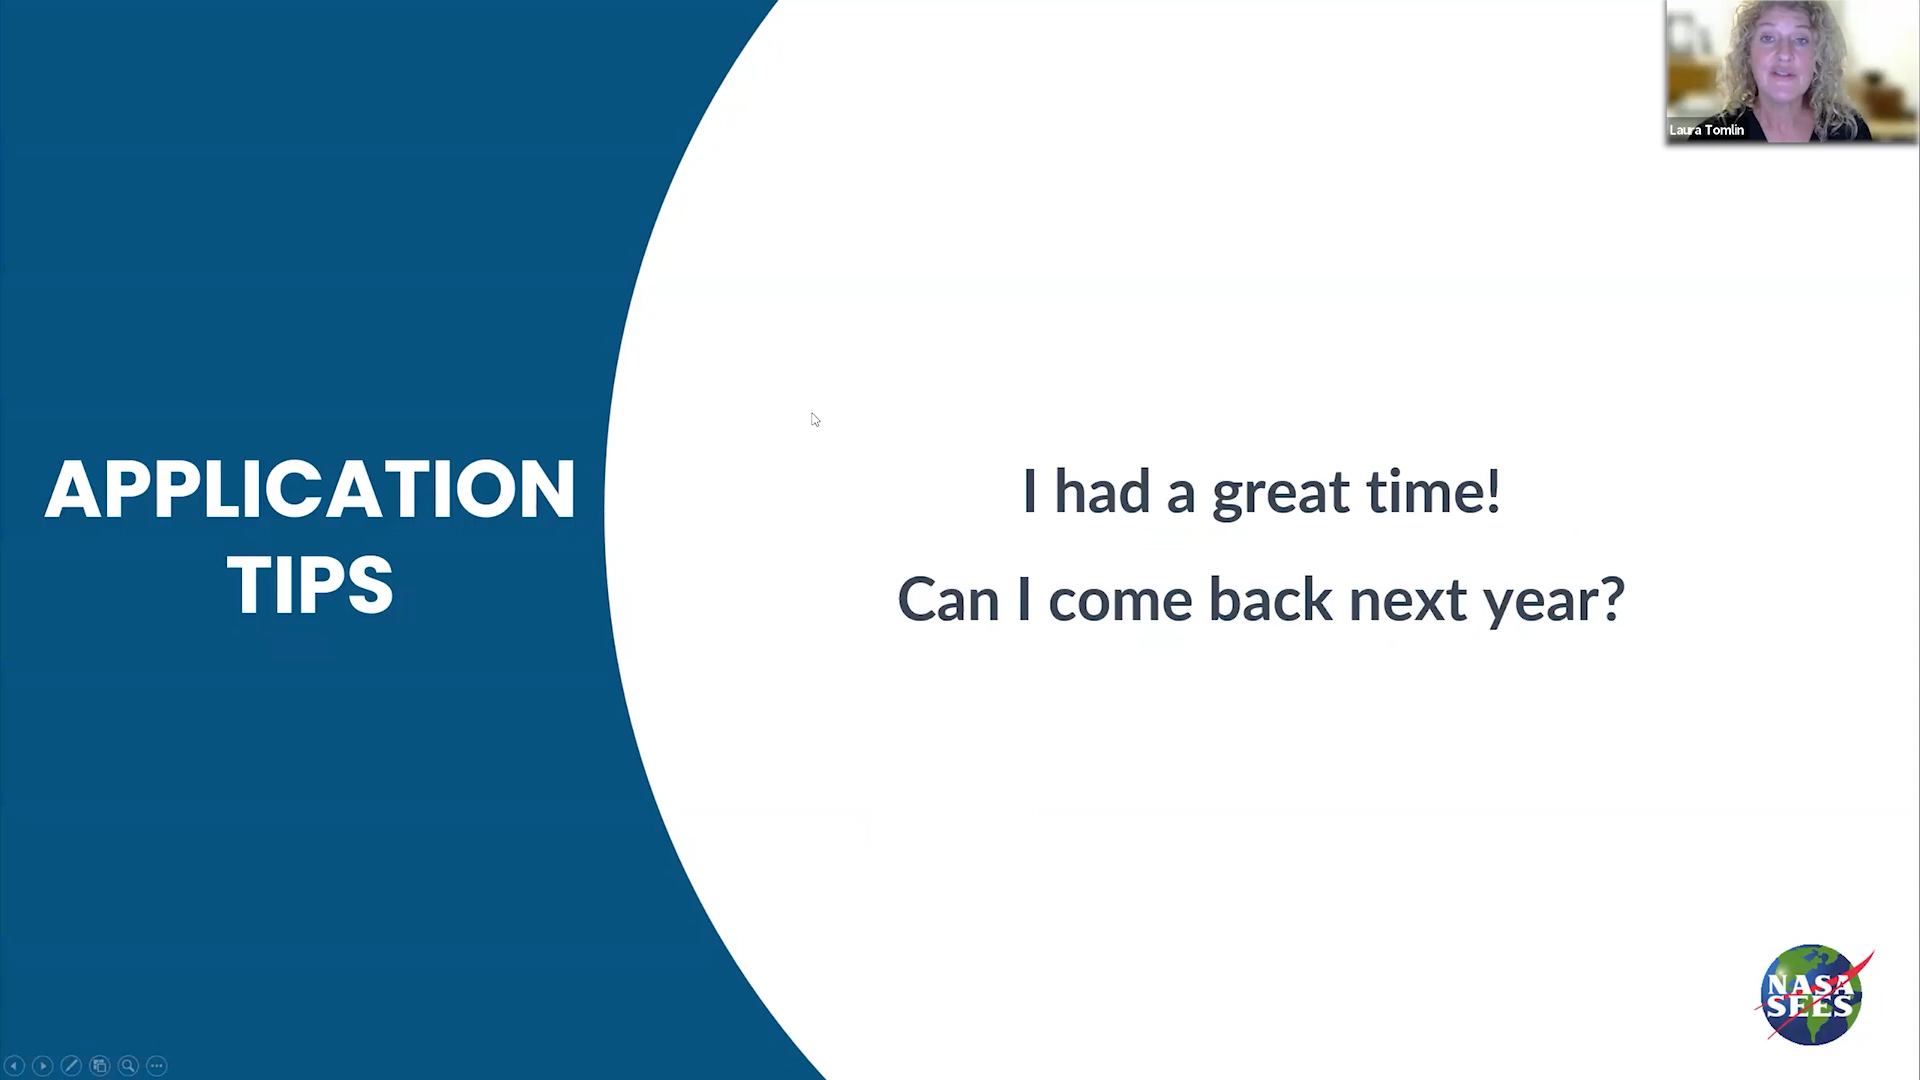 Laura Tomlin
APPLICATION
TIPS
I had a great time!
Can I come back next year?
NASA
SEES